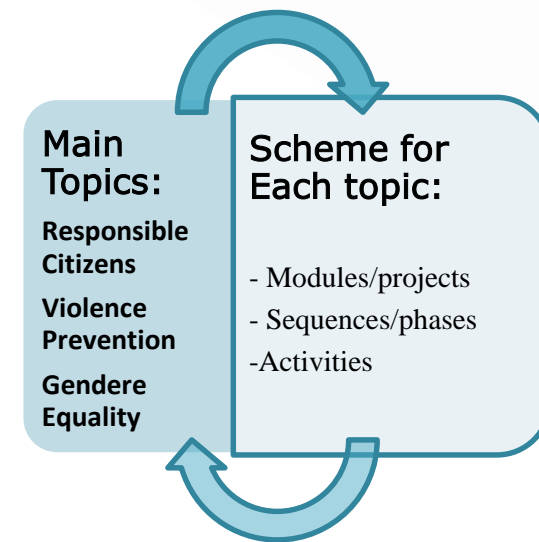 Main
Topics:
Responsible
Citizens
Violence
Prevention
Gendere
Equality
Scheme for
Each topic:
- Modules/projects
- Sequences/phases
-Activities